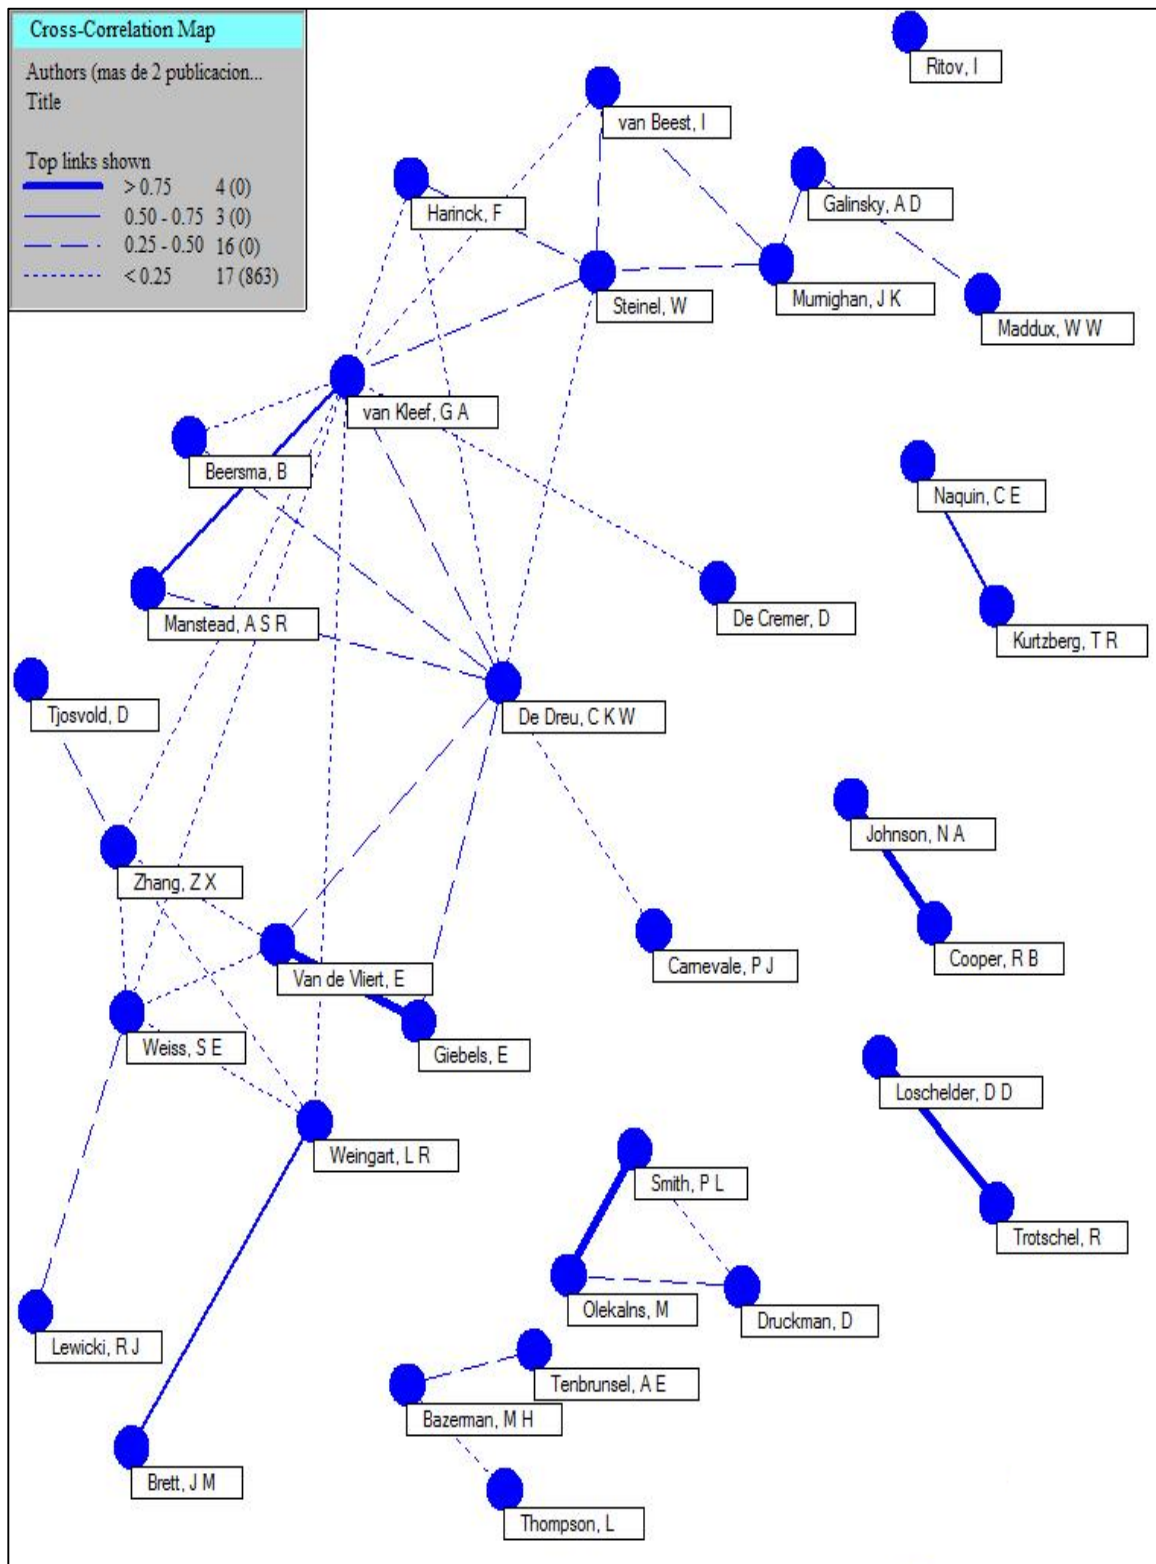 Cross-Correlation Map
Authors (mas de 2 publicacion...
Title
Top links shown
> 0.75 4 (0)
0.50 - 0.75 3 (0)
0.25 - 0.50 16 (0)
< 0.25 17 (863)
Ritov, I
van Beest, I
Galinsky, A D
Harinck, F
Steinel, W
Murnighan, J K
Maddux, W W
van Kleef, G A
Beersma, B
Naquin, C E
Manstead, A S R
De Cremer, D
Kurtzberg, T R
Tjosvold, D
De Dreu, C K W
Johnson, N A
Zhang, Z X
Cooper, R B
Carnevale, P J
Van de Vliert, E
Weiss, S E
Giebels, E
Loschelder, D D
Weingart, L R
Smith, P L
Trotschel, R
Olekalns, M
Druckman, D
Lewicki, R J
Tenbrunsel, A E
Bazerman, M H
Brett, J M
Thompson, L